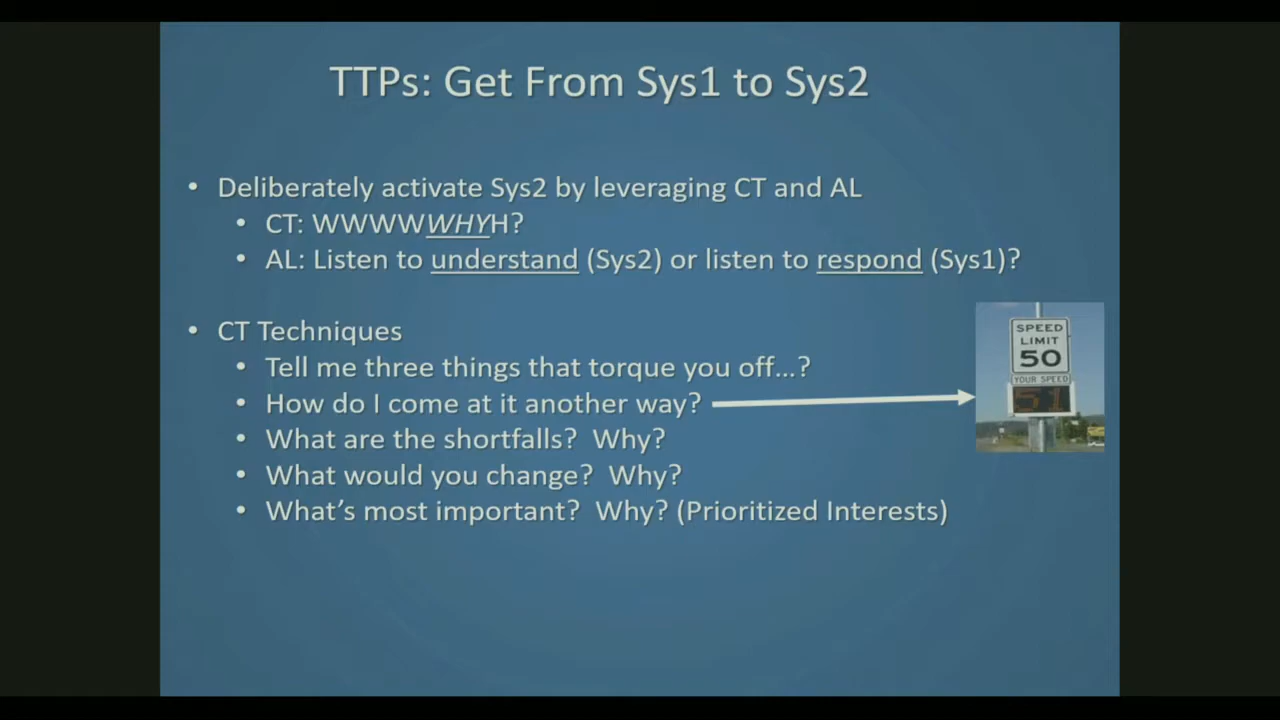 TTPs: Get From Sys1 to Sys2
• Deliberately activate Sys2 by leveraging CT and AL
• CT: WWWWWHYH?
• AL: Listen to understand (Sys2) or listen to respond (Sys1)?
• CT Techniques
• Tell me three things that torque you off...?
• How do I come at it another way?
• What are the shortfalls?  Why?
• What would you change?  Why?
• What's most important?  Why? (Prioritized Interests)
SPEED
LIMIT
50
YOUR SPEED
51